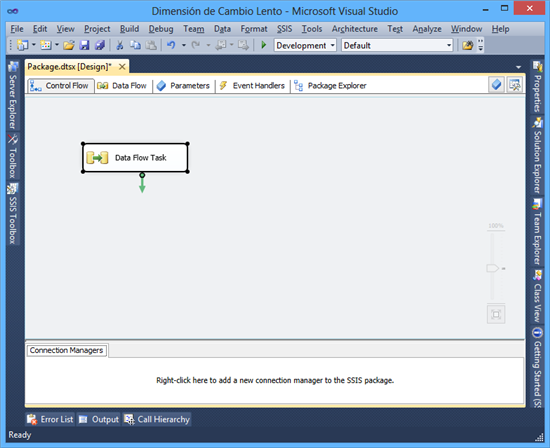 Dimensión de Cambio Lento - Microsoft Visual Studio
File Edit View Project Build Debug Team Data Format SSIS Tools Architecture Test Analyze Window Help
Development Default
Package.dtsx [Design]*
Control Flow Data Flow Parameters Event Handlers Package Explorer
Server Explorer
Toolbox
SSIS Toolbox
Data Flow Task
100%
Properties
Solution Explorer
Team Explorer
Class View
Getting Started (SS
Connection Managers
Right-click here to add a new connection manager to the SSIS package.
Error List Output Call Hierarchy
Ready